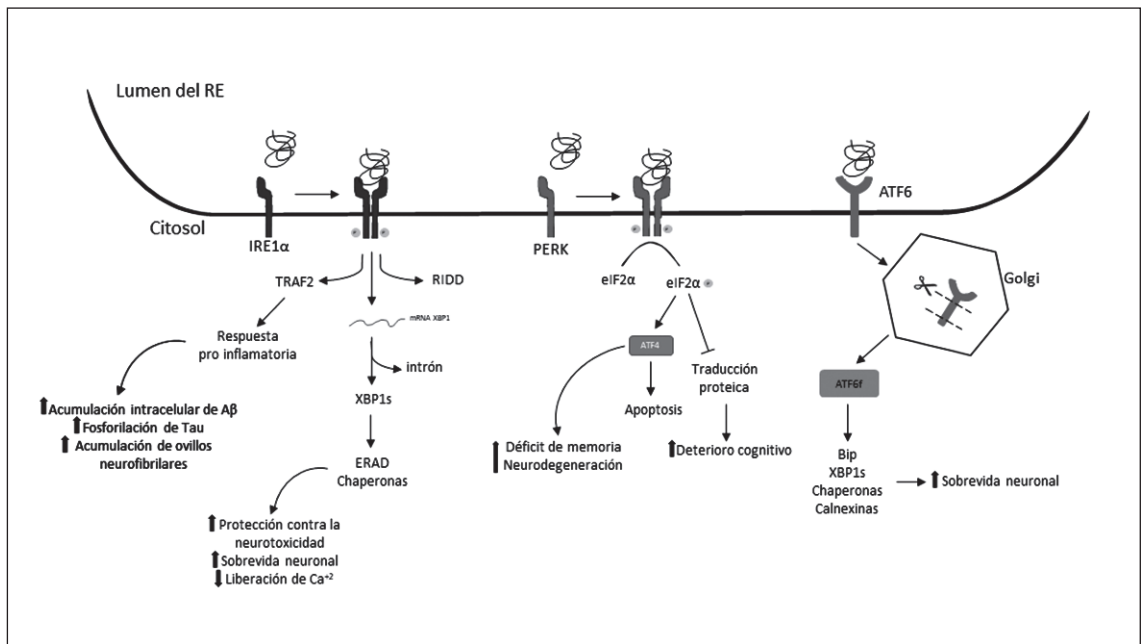 Lumen del RE
Citosol
IRE1α
TRAF2
RIDD
Respuesta
pro inflamatoria
Acumulación intracelular de Aβ
Fosforilación de Tau
Acumulación de ovillos
neurofibrilares
mRNA XBP1
intrón
XBP1s
ERAD
Chaperonas
Protección contra la
neurotoxicidad
Sobrevida neuronal
Liberación de Ca⁺²
PERK
eIF2α
eIF2α
ATF4
Apoptosis
Déficit de memoria
Neurodegeneración
Traducción
proteica
Deterioro cognitivo
ATF6
Golgi
ATF6f
Bip
XBP1s
Chaperonas
Calnexinas
Sobrevida neuronal